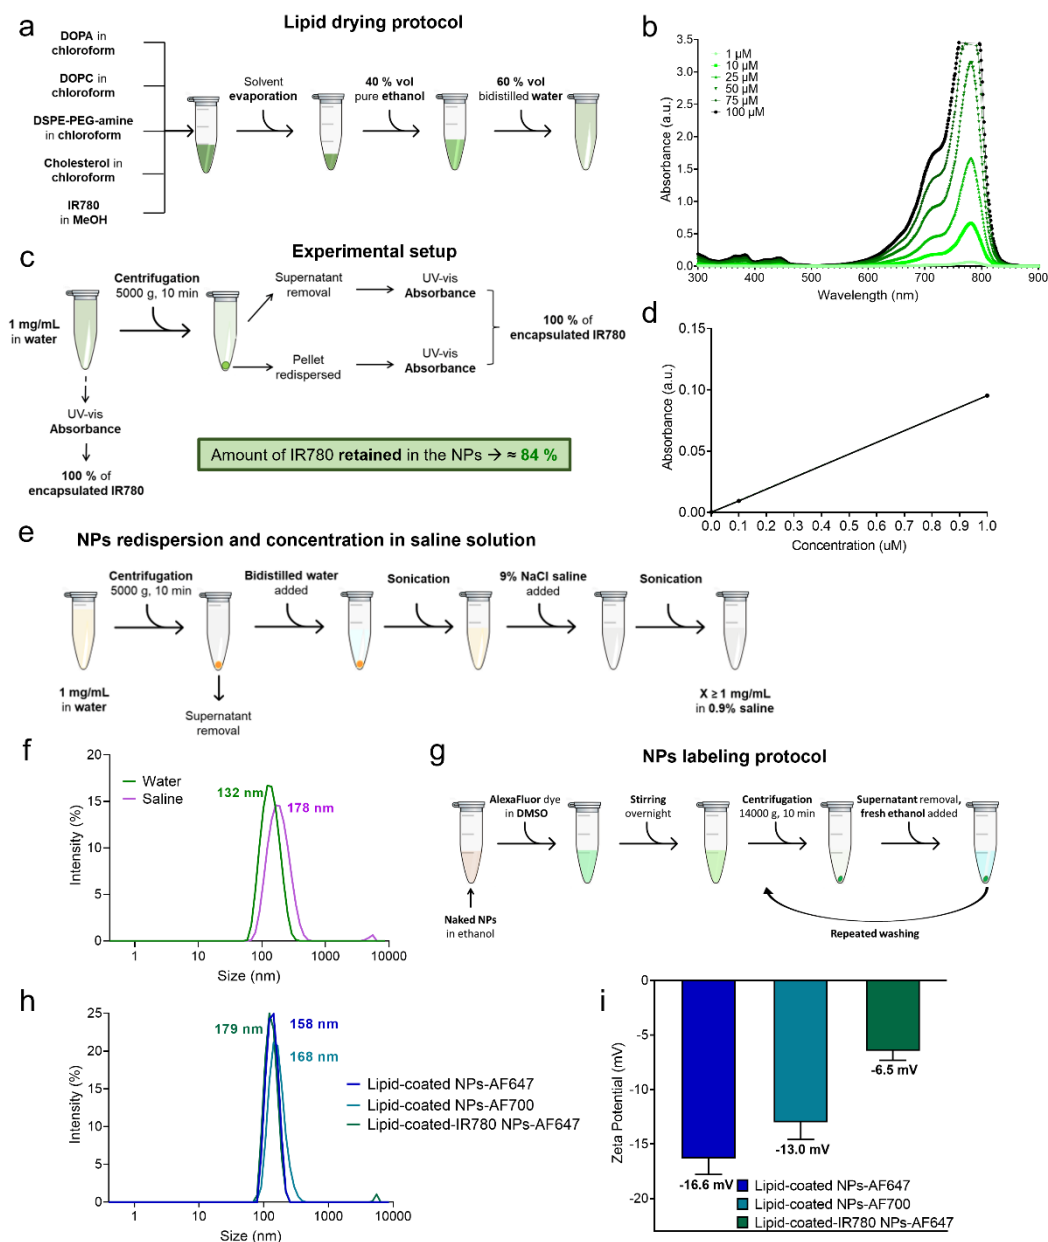 a
Lipid drying protocol
DOPA in
chloroform
DOPC in
chloroform
DSPE-PEG-amine
in chloroform
Cholesterol in
chloroform
IR780
in MeOH
Solvent
evaporation
40 % vol
pure ethanol
60 % vol
bidistilled water
b
3.5
3.0
2.5
2.0
1.5
1.0
0.5
0.0
Absorbance (a.u.)
1 µM
10 µM
25 µM
50 µM
75 µM
100 µM
300 400 500 600 700 800 900
Wavelength (nm)
c
Experimental setup
1 mg/mL
in water
Centrifugation
5000 g, 10 min
Supernatant
removal
UV-vis
Absorbance
Pellet
redispersed
UV-vis
Absorbance
100 % of
encapsulated IR780
UV-vis
Absorbance
100 % of
encapsulated IR780
Amount of IR780 retained in the NPs → ≈ 84 %
d
0.15
0.10
0.05
0.00
Absorbance (a.u.)
0.0 0.1 0.2 0.3 0.4 0.5 0.6 0.7 0.8 0.9 1.0
Concentration (uM)
e
NPs redispersion and concentration in saline solution
Centrifugation
5000 g, 10 min
Bidistilled water
added
Sonication
9% NaCl saline
added
Sonication
1 mg/mL
in water
Supernatant
removal
X ≥ 1 mg/mL
in 0.9% saline
f
20
15
10
5
0
Intensity (%)
Water
Saline
132 nm
178 nm
1 10 100 1000 10000
Size (nm)
g
NPs labeling protocol
AlexaFluor dye
in DMSO
Stirring
overnight
Centrifugation
14000 g, 10 min
Supernatant removal,
fresh ethanol added
Naked NPs
in ethanol
Repeated washing
h
25
20
15
10
5
0
Intensity (%)
179 nm
158 nm
168 nm
Lipid-coated NPs-AF647
Lipid-coated NPs-AF700
Lipid-coated-IR780 NPs-AF647
1 10 100 1000 10000
Size (nm)
i
0
-5
-10
-15
-20
Zeta Potential (mV)
-16.6 mV
-13.0 mV
-6.5 mV
Lipid-coated NPs-AF647
Lipid-coated NPs-AF700
Lipid-coated-IR780 NPs-AF647